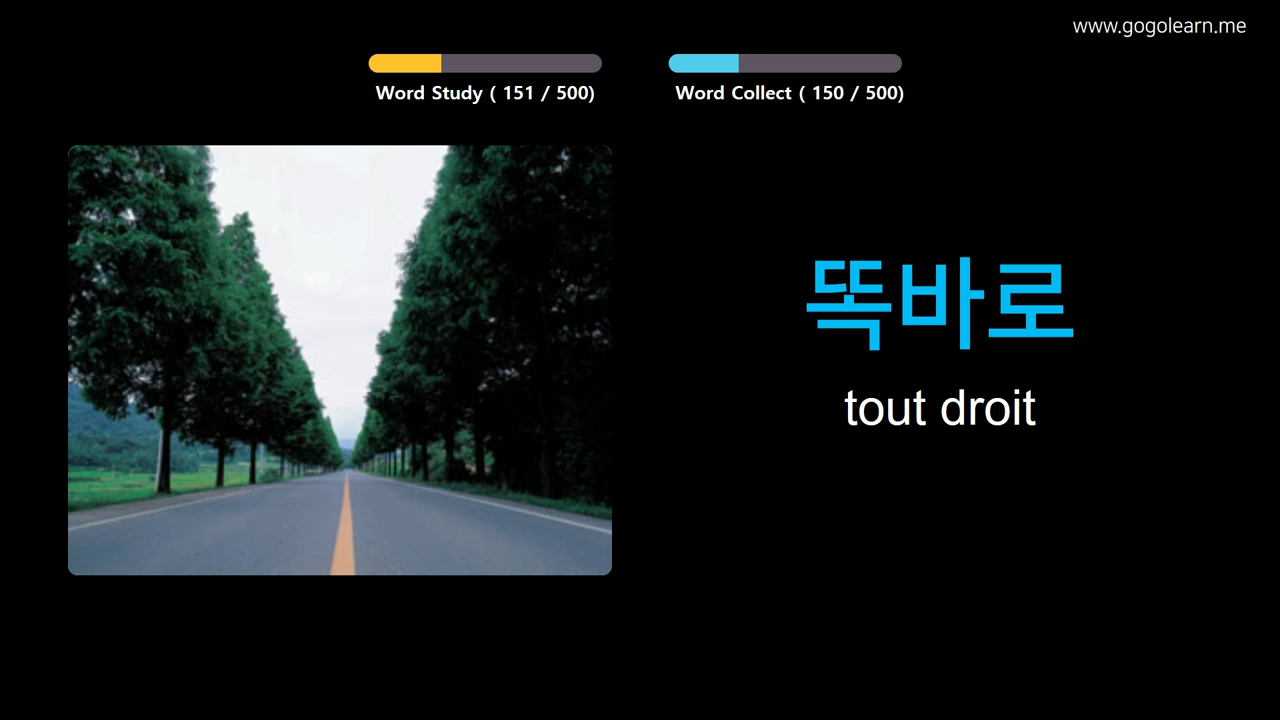 www.gogolearn.me
Word Study ( 151 / 500)
Word Collect ( 150 / 500)
똑바로
tout droit